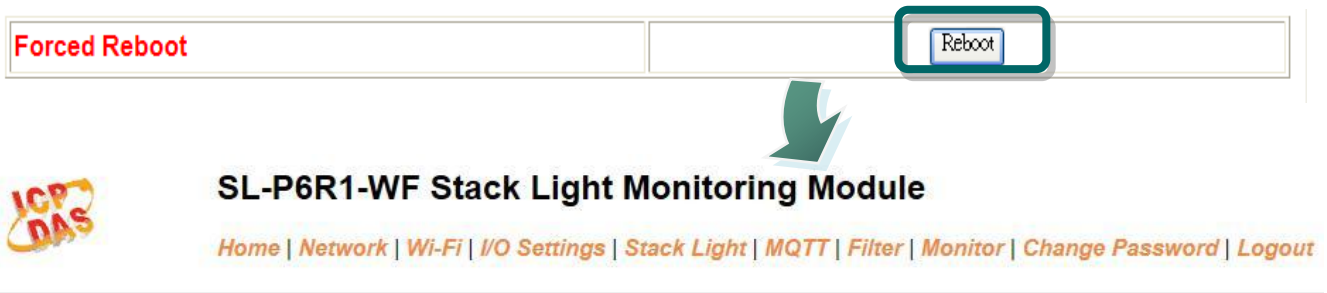 Forced Reboot
Reboot
ICP
DAS
SL-P6R1-WF Stack Light Monitoring Module
Home | Network | Wi-Fi | I/O Settings | Stack Light | MQTT | Filter | Monitor | Change Password | Logout